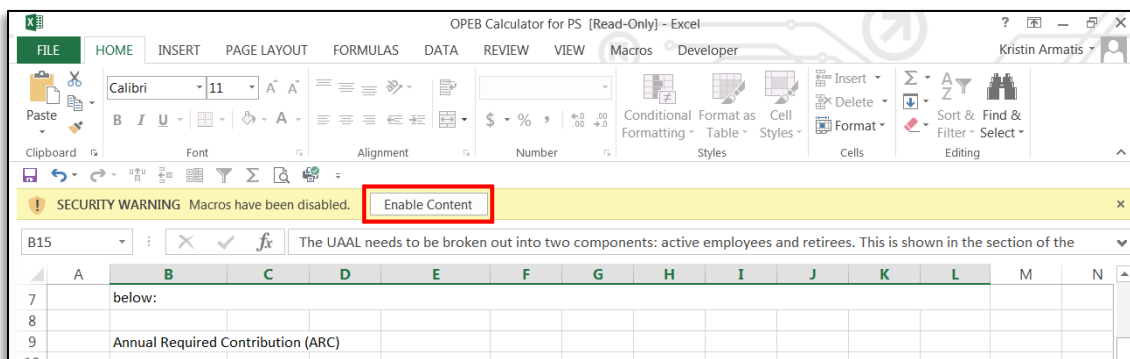 OPEB Calculator for PS [Read-Only] - Excel
FILE HOME INSERT PAGE LAYOUT FORMULAS DATA REVIEW VIEW Macros Developer Kristin Armatis
Calibri 11 Insert
Delete
Format
Paste Conditional Format as Cell Sort & Find &
Formatting Table Styles Filter Select
Clipboard Font Alignment Number Styles Cells Editing
SECURITY WARNING Macros have been disabled. Enable Content
B15 fx The UAAL needs to be broken out into two components: active employees and retirees. This is shown in the section of the
A B C D E F G H I J K L M N
7 below:
8
9 Annual Required Contribution (ARC)